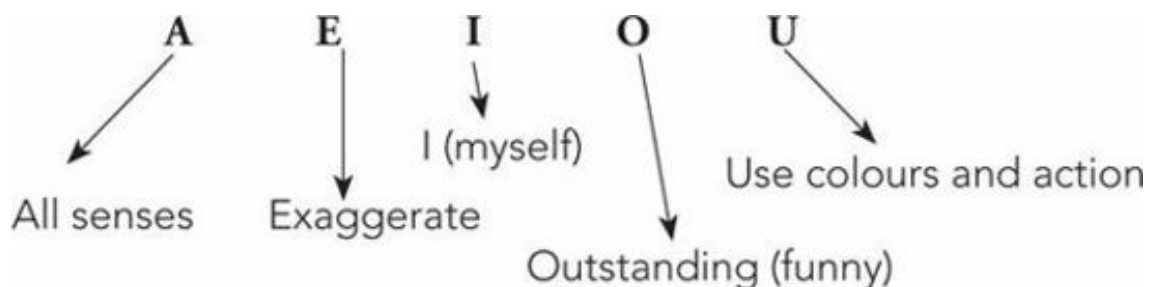 A E I O U
I (myself)
Use colours and action
All senses
Exaggerate
Outstanding (funny)